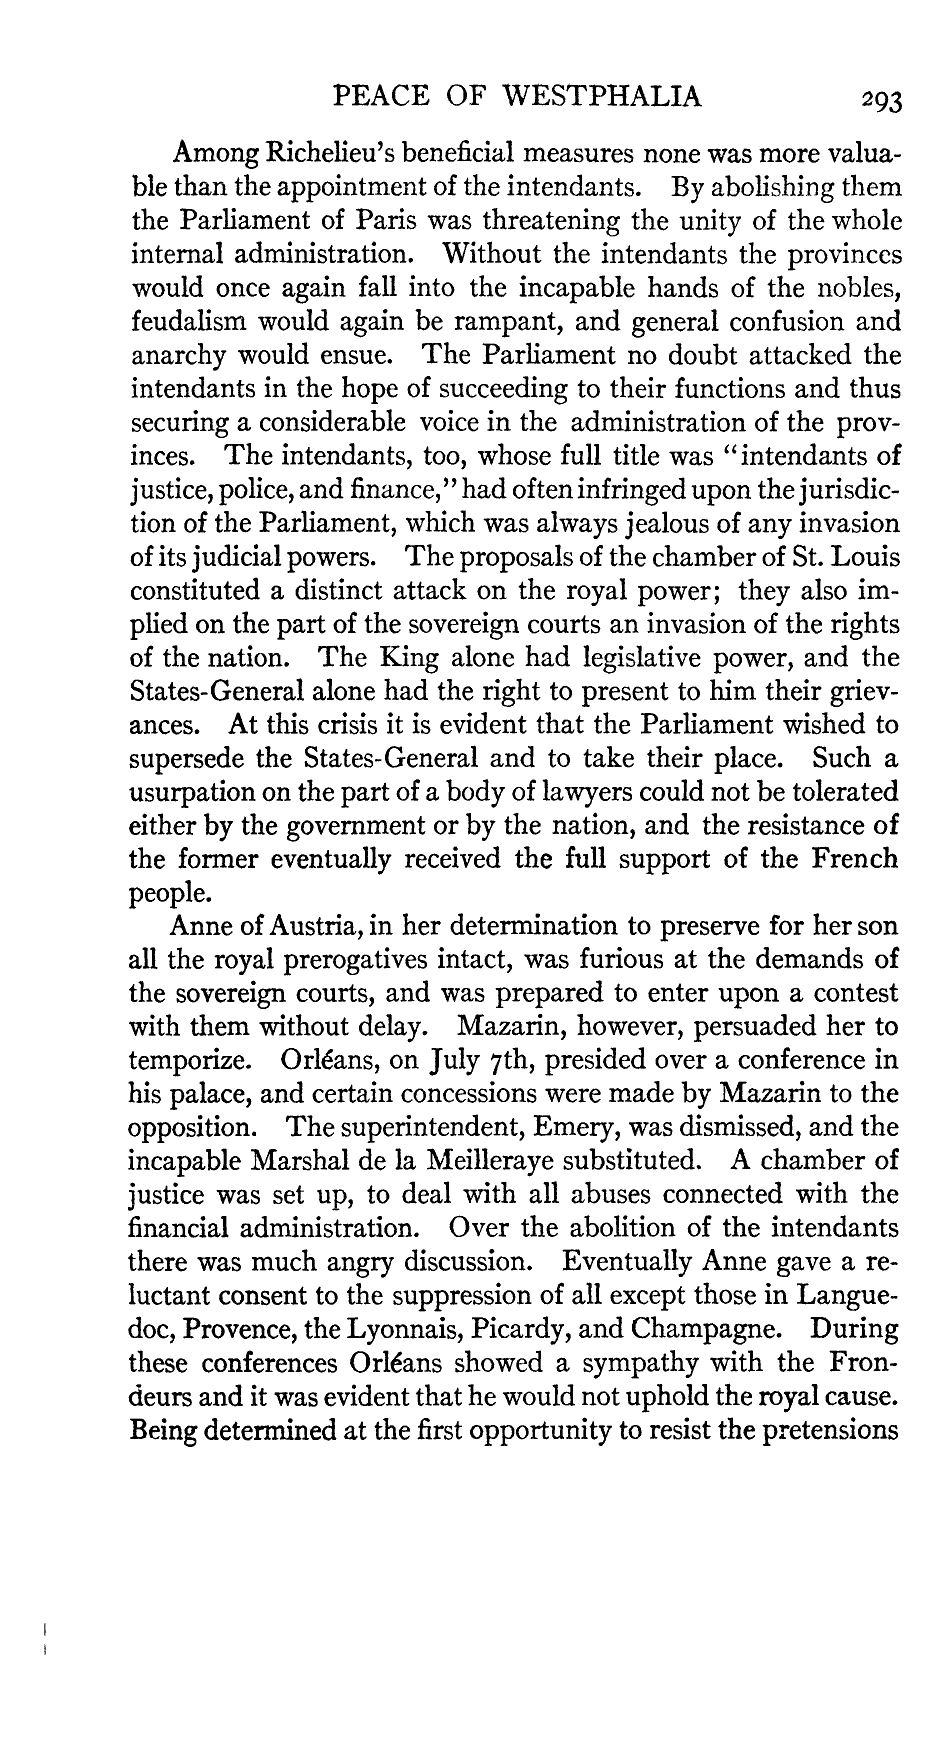 PEACE OF WESTPHALIA 293
Among Richelieu's beneficial measures none was more valua-
ble than the appointment of the intendants. By abolishing them
the Parliament of Paris was threatening the unity of the whole
internal administration. Without the intendants the provinces
would once again fall into the incapable hands of the nobles,
feudalism would again be rampant, and general confusion and
anarchy would ensue. The Parliament no doubt attacked the
intendants in the hope of succeeding to their functions and thus
securing a considerable voice in the administration of the prov-
inces. The intendants, too, whose full title was "intendants of
justice, police, and finance," had often infringed upon the jurisdic-
tion of the Parliament, which was always jealous of any invasion
of its judicial powers. The proposals of the chamber of St. Louis
constituted a distinct attack on the royal power; they also im-
plied on the part of the sovereign courts an invasion of the rights
of the nation. The King alone had legislative power, and the
States-General alone had the right to present to him their griev-
ances. At this crisis it is evident that the Parliament wished to
supersede the States-General and to take their place. Such a
usurpation on the part of a body of lawyers could not be tolerated
either by the government or by the nation, and the resistance of
the former eventually received the full support of the French
people.
Anne of Austria, in her determination to preserve for her son
all the royal prerogatives intact, was furious at the demands of
the sovereign courts, and was prepared to enter upon a contest
with them without delay. Mazarin, however, persuaded her to
temporize. Orléans, on July 7th, presided over a conference in
his palace, and certain concessions were made by Mazarin to the
opposition. The superintendent, Emery, was dismissed, and the
incapable Marshal de la Meilleraye substituted. A chamber of
justice was set up, to deal with all abuses connected with the
financial administration. Over the abolition of the intendants
there was much angry discussion. Eventually Anne gave a re-
luctant consent to the suppression of all except those in Langue-
doc, Provence, the Lyonnais, Picardy, and Champagne. During
these conferences Orléans showed a sympathy with the Fron-
deurs and it was evident that he would not uphold the royal cause.
Being determined at the first opportunity to resist the pretensions